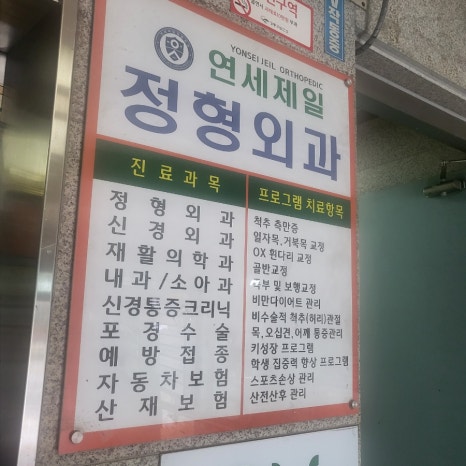 YONSEI JEIL ORTHOPEDIC
연세제일
정형외과
진료과목
정형외과
신경외과
재활의학과
내과/소아과
신경통증크리닉
포경수술
예방접종
자동차보험
산재보험
프로그램 치료항목
척추 측만증
일자목,거북목 교정
OX 휜다리 교정
골반교정
부 및 보행교정
비만다이어트 관리
비수술적 척추(허리)관절
목,오십견,어깨 통증관리
키성장 프로그램
학생 집중력 향상 프로그램
스포츠손상 관리
산전산후 관리